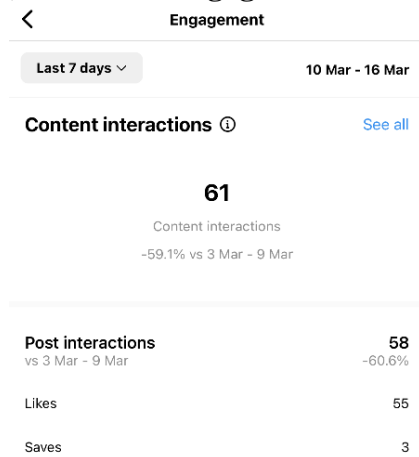 Engagement
Last 7 days
10 Mar - 16 Mar
Content interactions
See all
61
Content interactions
-59.1% vs 3 Mar - 9 Mar
Post interactions 58
vs 3 Mar - 9 Mar -60.6%
Likes 55
Saves 3